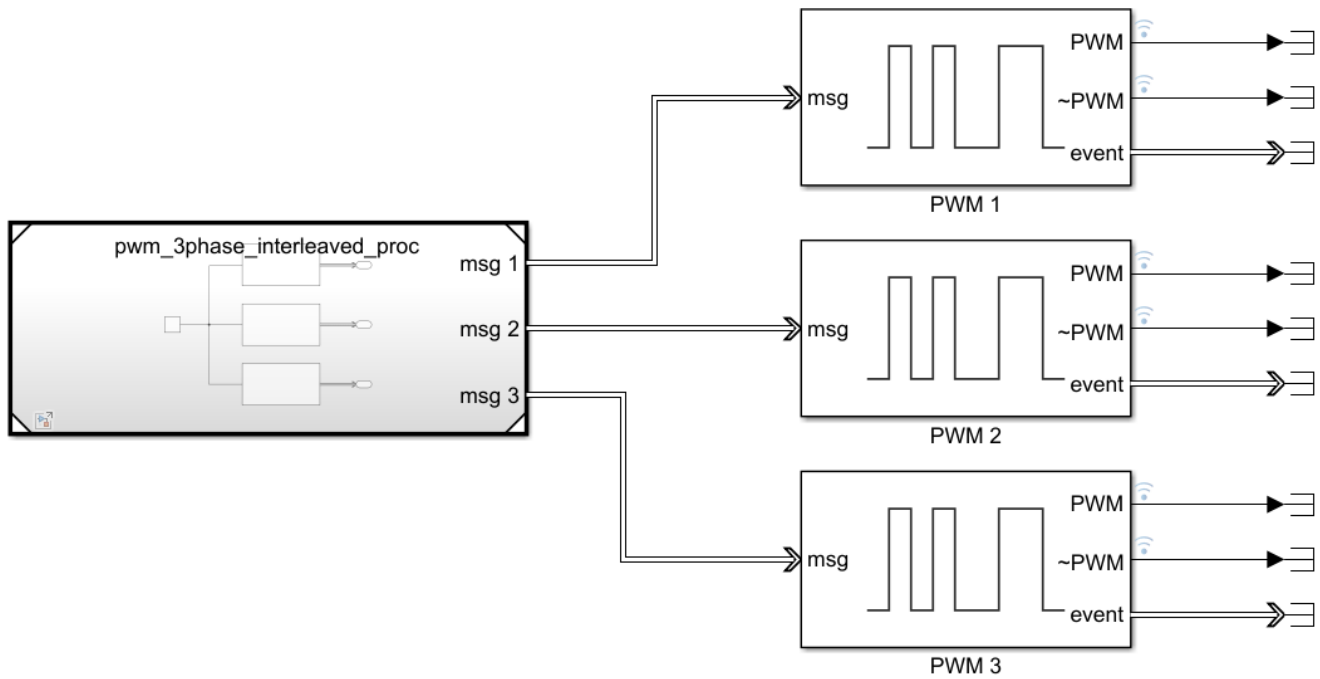 pwm_3phase_interleaved_proc
msg 1
msg 2
msg 3
msg
PWM
~PWM
event
PWM 1
msg
PWM
~PWM
event
PWM 2
msg
PWM
~PWM
event
PWM 3